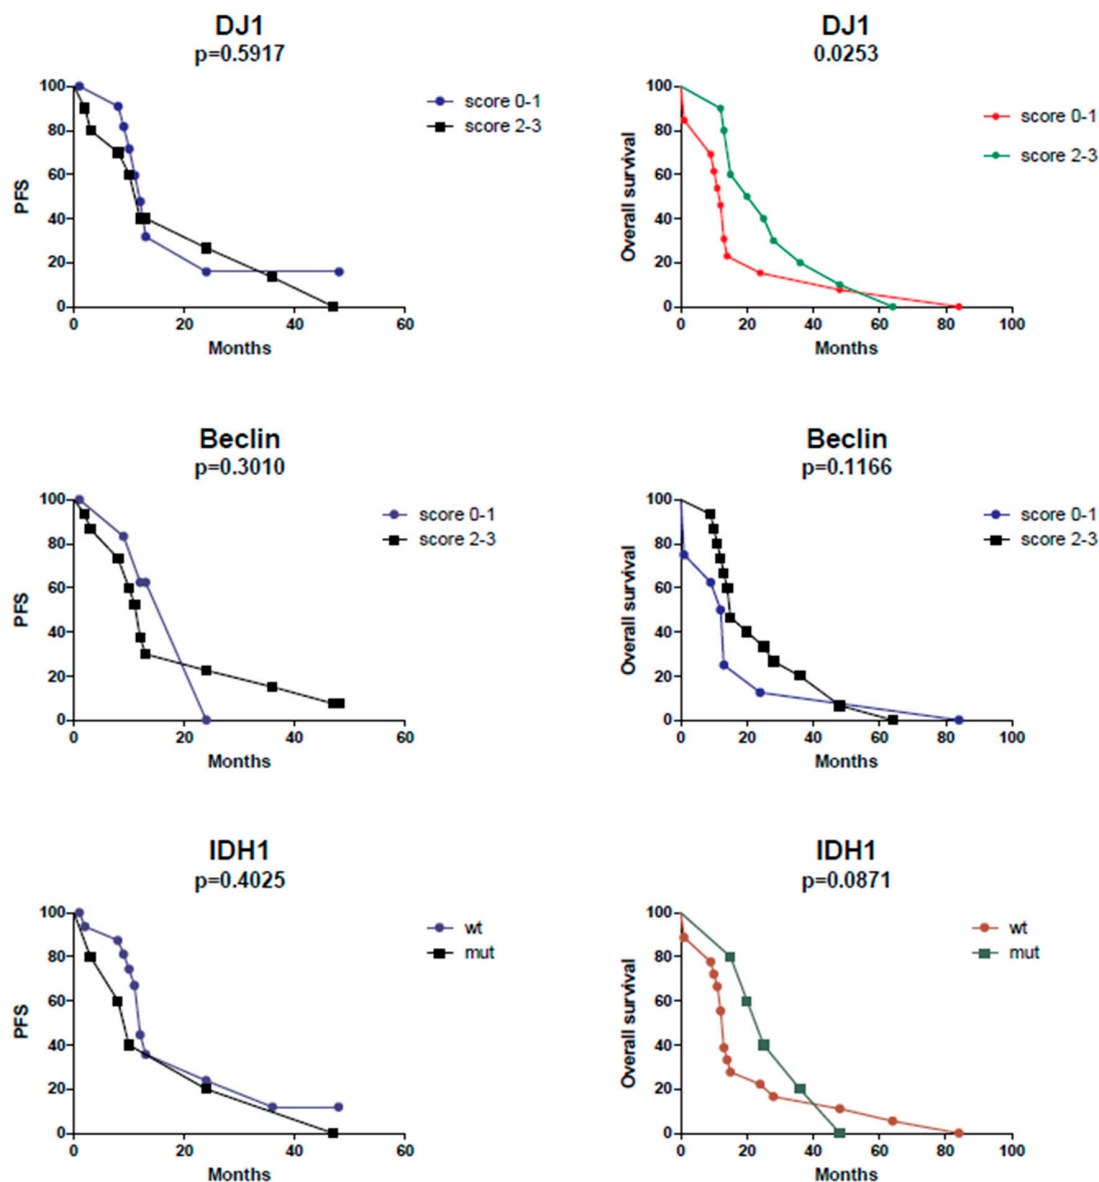 DJ1
p=0.5917
PFS
100
80
60
40
20
0
0 20 40 60
Months
score 0-1
score 2-3
DJ1
0.0253
Overall survival
100
80
60
40
20
0
0 20 40 60 80 100
Months
score 0-1
score 2-3
Beclin
p=0.3010
PFS
100
80
60
40
20
0
0 20 40 60
Months
score 0-1
score 2-3
Beclin
p=0.1166
Overall survival
100
80
60
40
20
0
0 20 40 60 80 100
Months
score 0-1
score 2-3
IDH1
p=0.4025
PFS
100
80
60
40
20
0
0 20 40 60
Months
wt
mut
IDH1
p=0.0871
Overall survival
100
80
60
40
20
0
0 20 40 60 80 100
Months
wt
mut